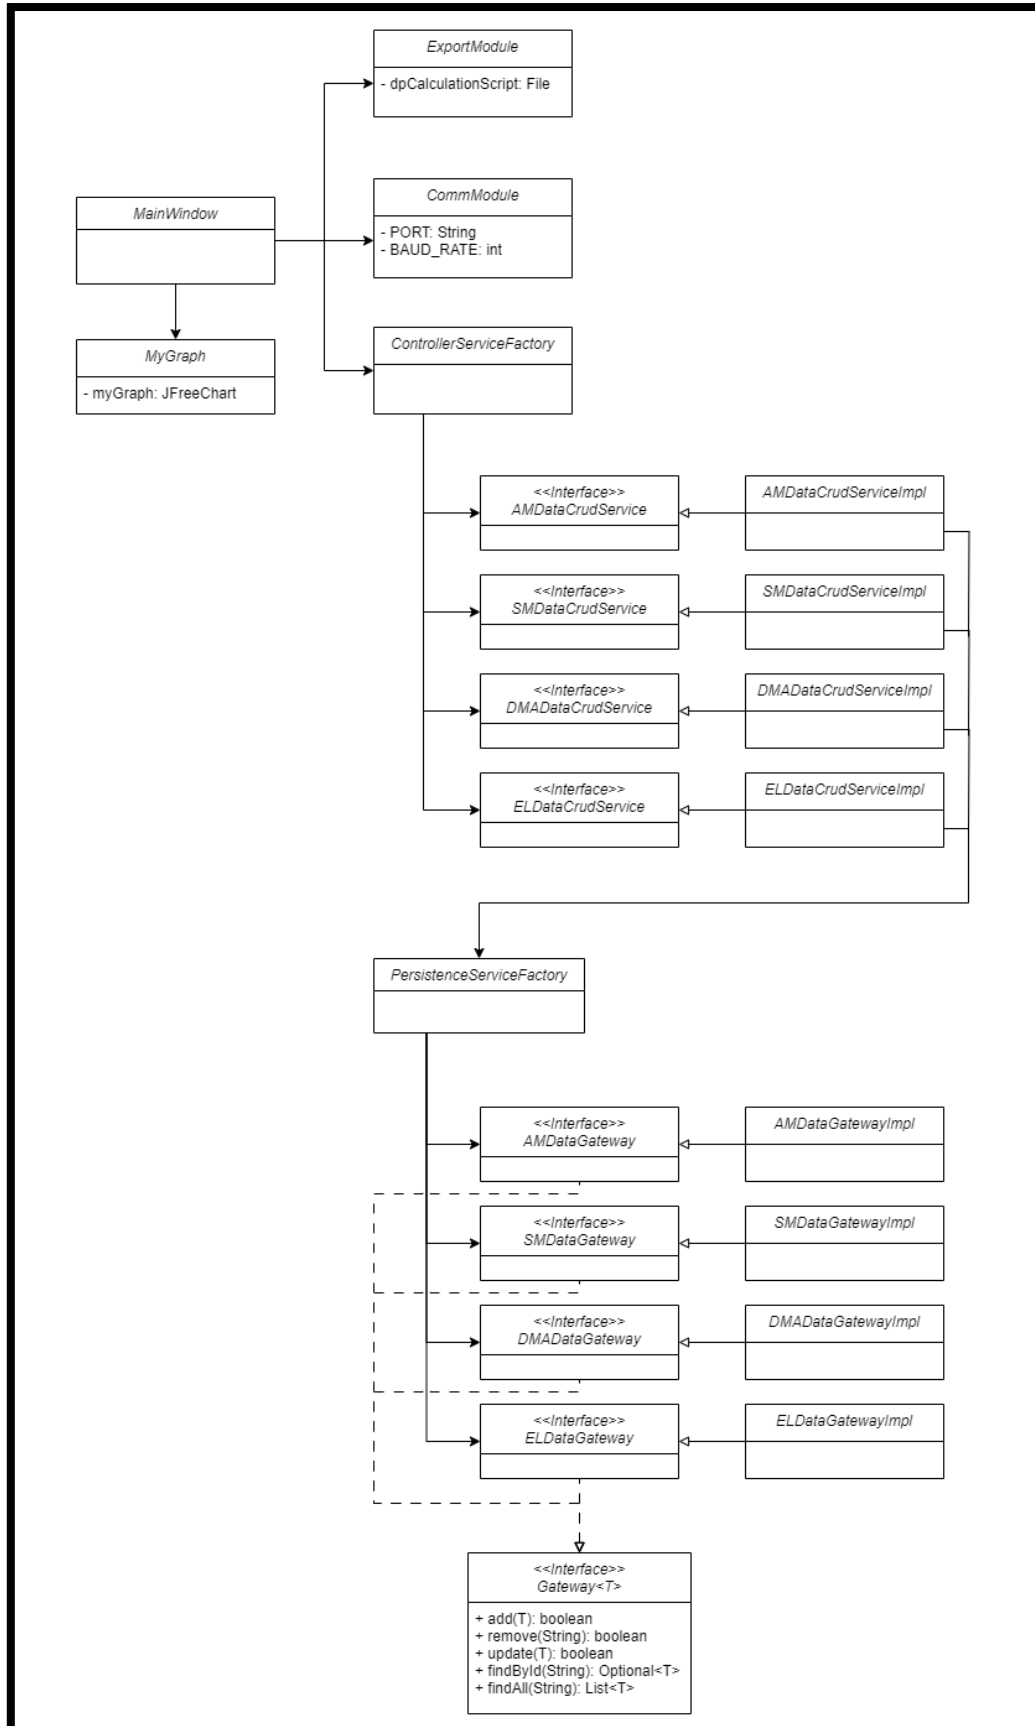 ExportModule
- dpCalculationScript: File
MainWindow
CommModule
- PORT: String
- BAUD_RATE: int
MyGraph
- myGraph: JFreeChart
ControllerServiceFactory
<<Interface>>
AMDataCrudService
AMDataCrudServiceImpl
<<Interface>>
SMDataCrudService
SMDataCrudServiceImpl
<<Interface>>
DMADataCrudService
DMADataCrudServiceImpl
<<Interface>>
ELDataCrudService
ELDataCrudServiceImpl
PersistenceServiceFactory
<<Interface>>
AMDataGateway
AMDataGatewayImpl
<<Interface>>
SMDataGateway
SMDataGatewayImpl
<<Interface>>
DMADataGateway
DMADataGatewayImpl
<<Interface>>
ELDataGateway
ELDataGatewayImpl
<<Interface>>
Gateway<T>
+ add(T): boolean
+ remove(String): boolean
+ update(T): boolean
+ findById(String): Optional<T>
+ findAll(String): List<T>